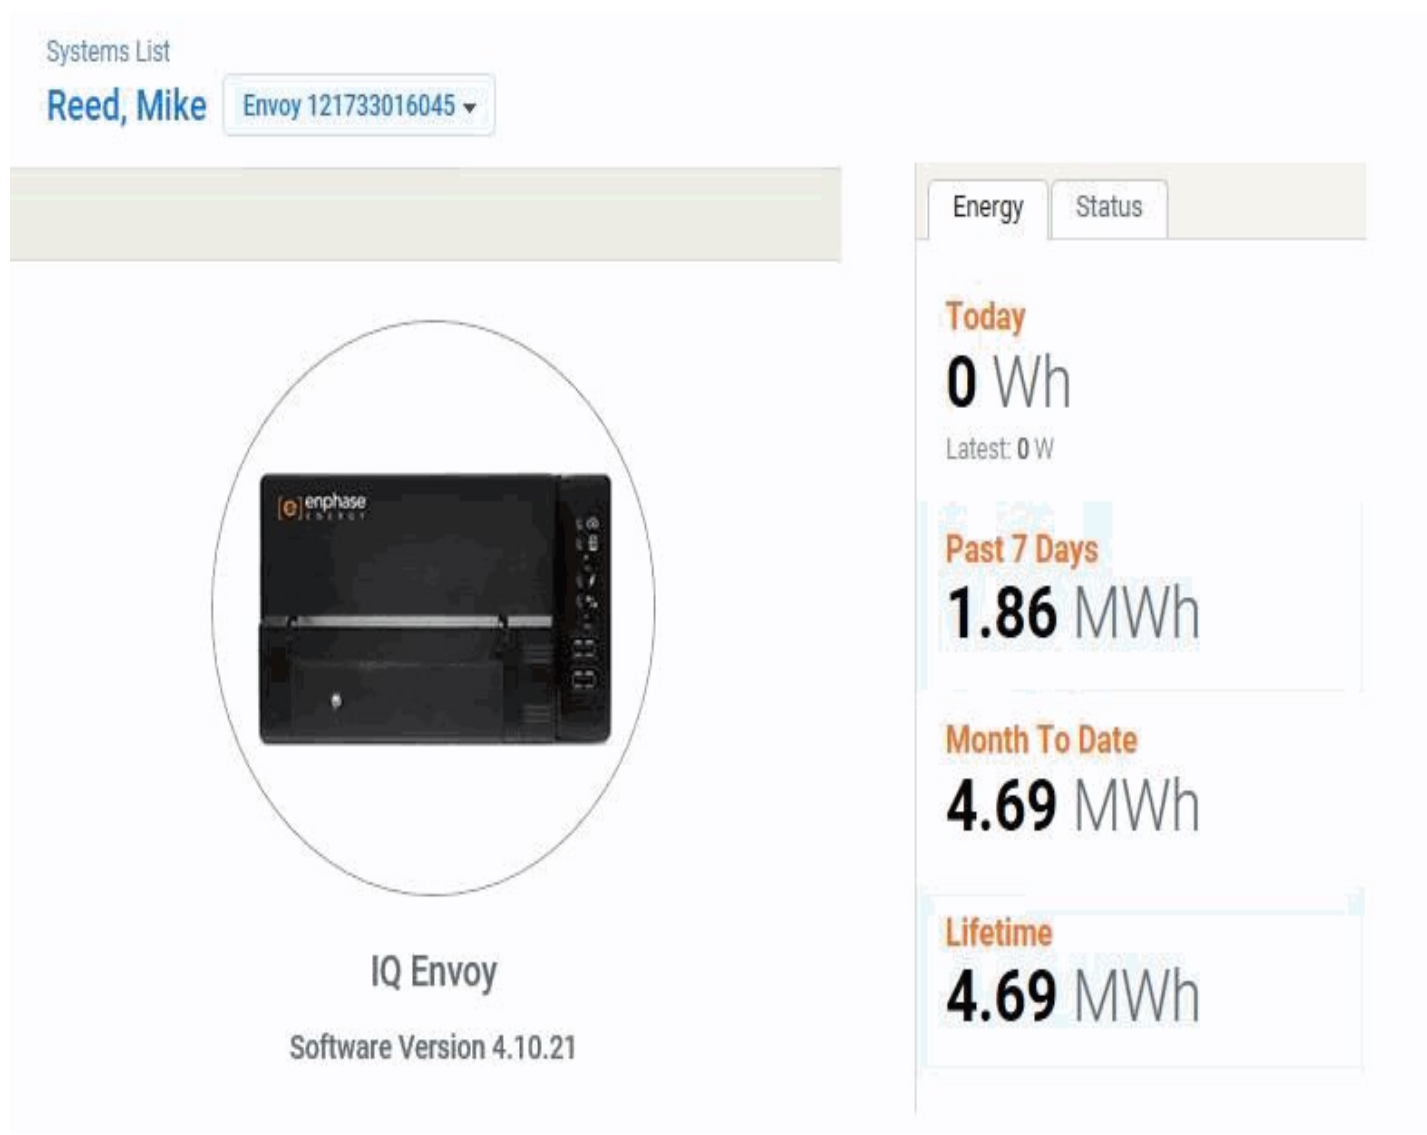 Systems List
Reed, Mike
Envoy 121733016045
Energy
Status
Today
0 Wh
Latest: 0 W
Past 7 Days
1.86 MWh
Month To Date
4.69 MWh
Lifetime
4.69 MWh
enphase
ENERGY
IQ Envoy
Software Version 4.10.21